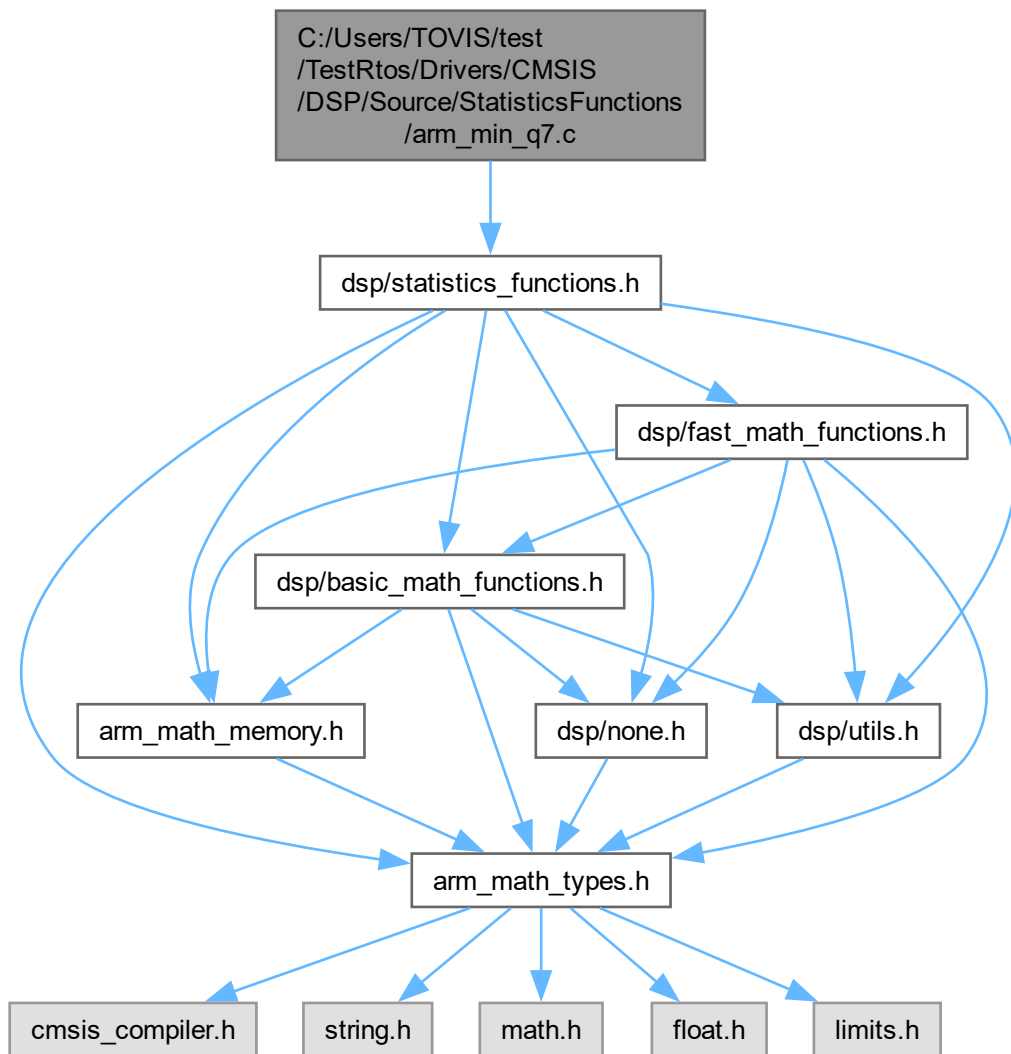 C:/Users/TOVIS/test
/TestRtos/Drivers/CMSIS
/DSP/Source/StatisticsFunctions
/arm_min_q7.c
dsp/statistics_functions.h
dsp/fast_math_functions.h
dsp/basic_math_functions.h
arm_math_memory.h
dsp/none.h
dsp/utils.h
arm_math_types.h
cmsis_compiler.h
string.h
math.h
float.h
limits.h